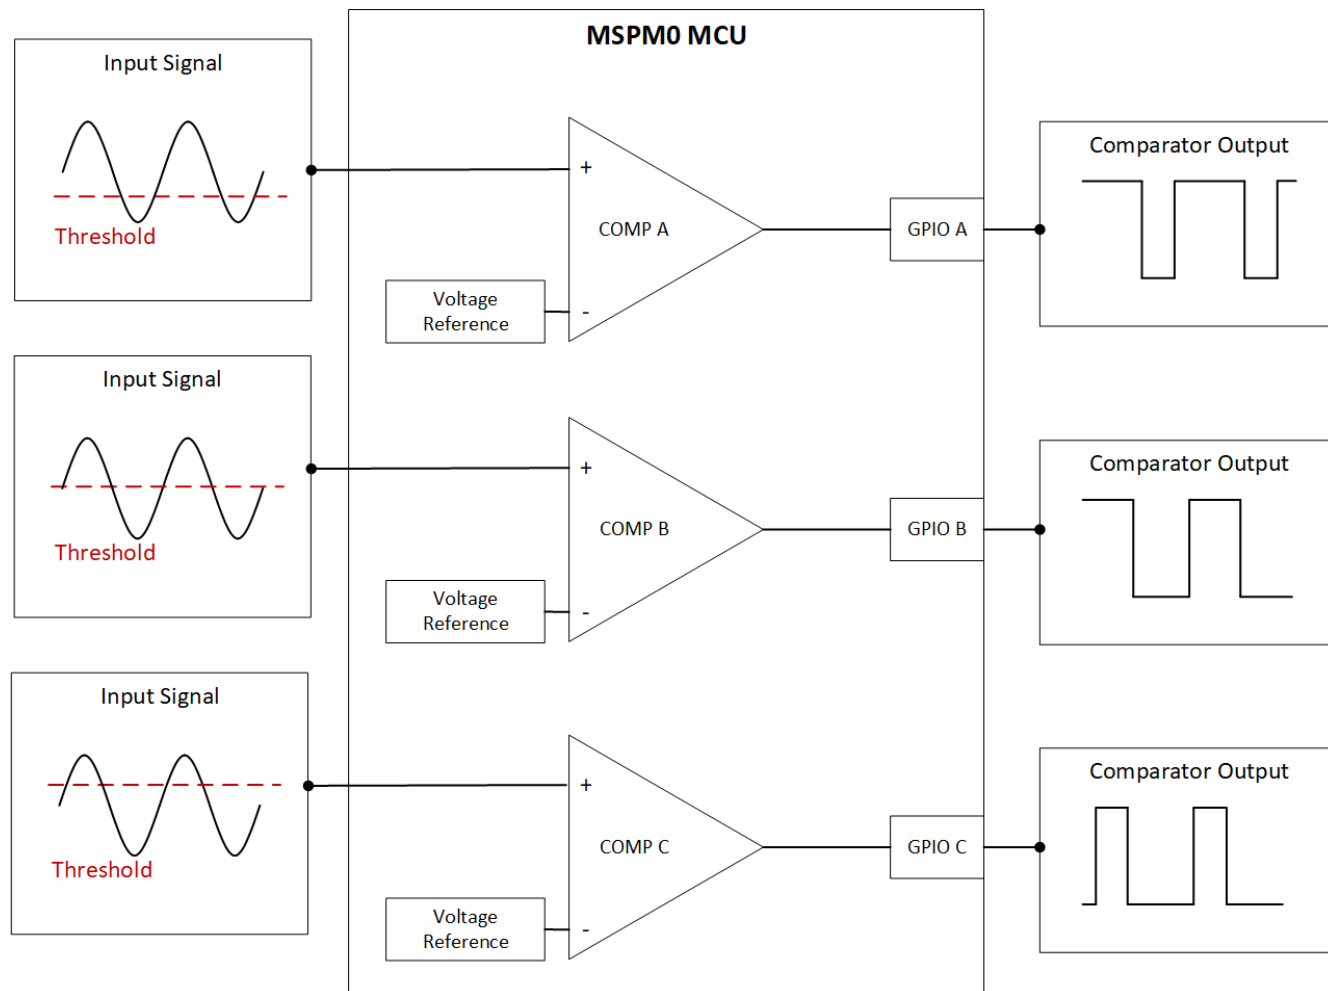 MSPM0 MCU
Input Signal
Threshold
+
COMP A
-
Voltage
Reference
GPIO A
Comparator Output
Input Signal
Threshold
+
COMP B
-
Voltage
Reference
GPIO B
Comparator Output
Input Signal
Threshold
+
COMP C
-
Voltage
Reference
GPIO C
Comparator Output